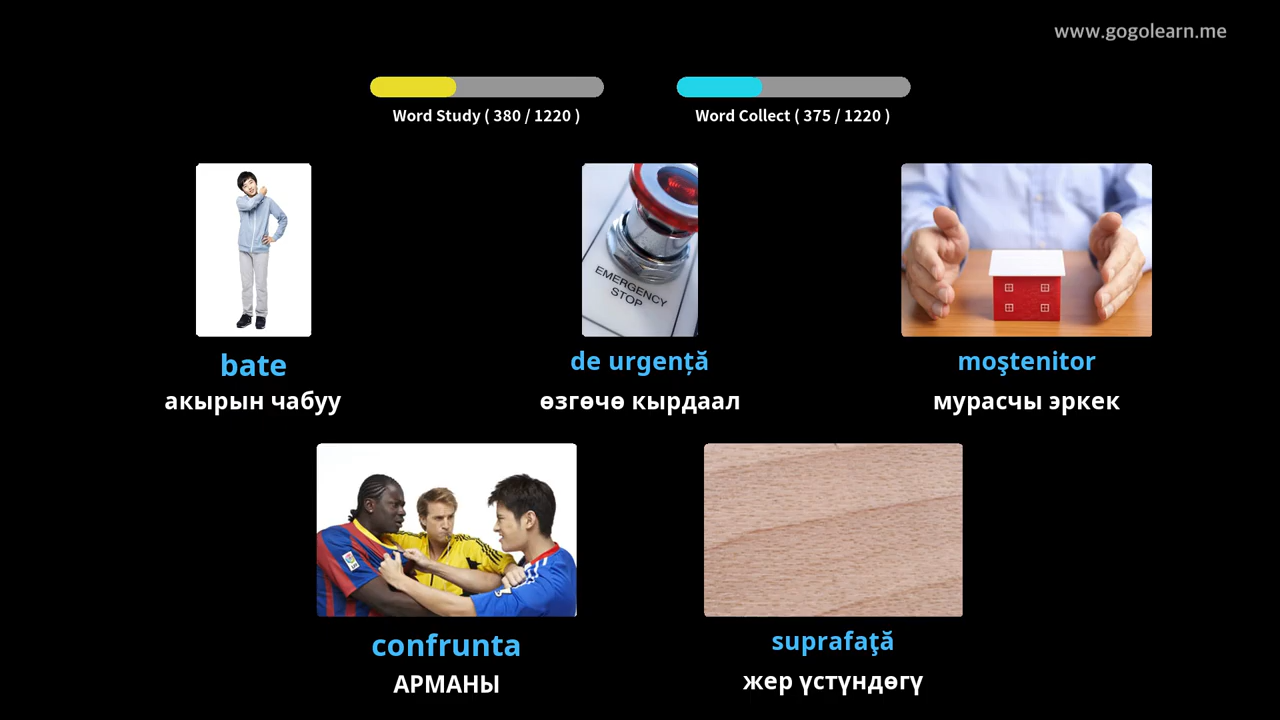 www.gogolearn.me
Word Study ( 380 / 1220 )
Word Collect ( 375 / 1220 )
EMERGENCY
STOP
bate
акырын чабуу
de urgență
өзгөчө кырдаал
moştenitor
мурасчы эркек
confrunta
АРМАНЫ
suprafaţă
жер үстүндөгү